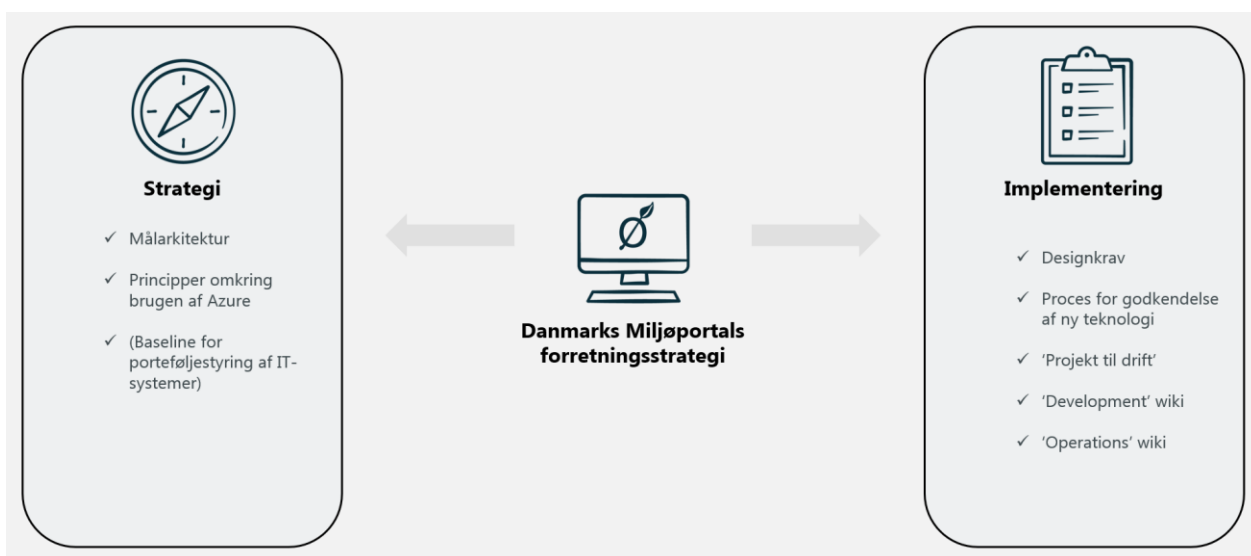 Strategi
Målarkitektur
Principper omkring
brugen af Azure
(Baseline for
porteføljestyring af IT-
systemer)
Danmarks Miljøportals
forretningsstrategi
Implementering
Designkrav
Proces for godkendelse
af ny teknologi
‘Projekt til drift’
‘Development’ wiki
‘Operations’ wiki